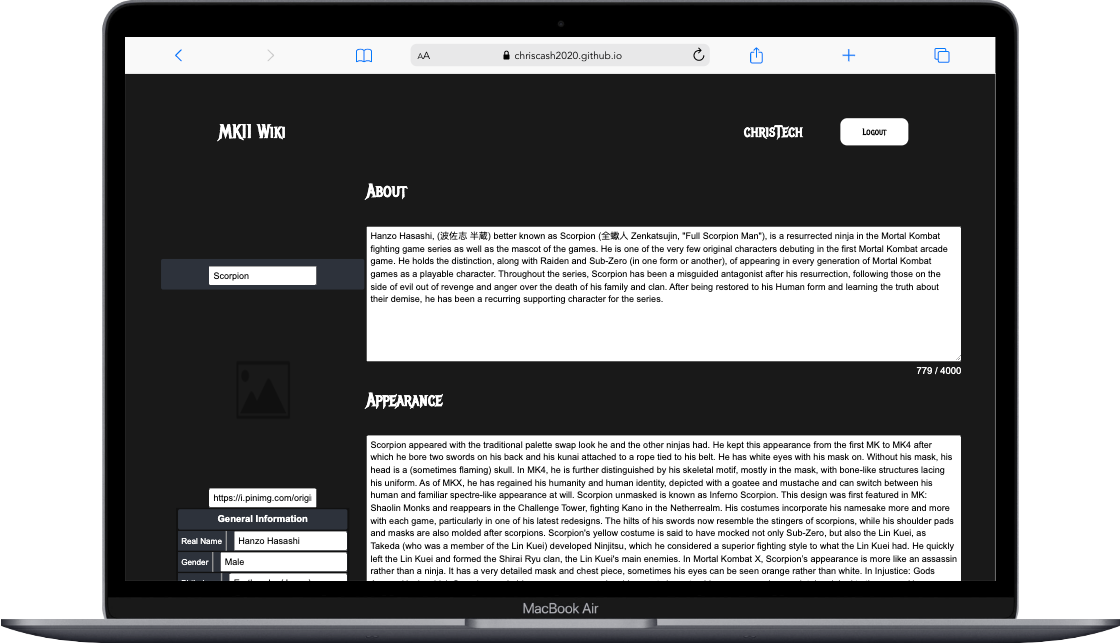 AA chriscash2020.github.io
MKII Wiki
chrisTech
Logout
About
Hanzo Hasashi, (波佐志 半蔵) better known as Scorpion (全蠍人 Zenkatsujin, "Full Scorpion Man"), is a resurrected ninja in the Mortal Kombat
fighting game series as well as the mascot of the games. He is one of the very few original characters debuting in the first Mortal Kombat arcade
game. He holds the distinction, along with Raiden and Sub-Zero (in one form or another), of appearing in every generation of Mortal Kombat
games as a playable character. Throughout the series, Scorpion has been a misguided antagonist after his resurrection, following those on the
side of evil out of revenge and anger over the death of his family and clan. After being restored to his Human form and learning the truth about
their demise, he has been a recurring supporting character for the series.
779 / 4000
Scorpion
https://i.pinimg.com/origi
General Information
Real Name Hanzo Hasashi
Gender Male
Appearance
Scorpion appeared with the traditional palette swap look he and the other ninjas had. He kept this appearance from the first MK to MK4 after
which he bore two swords on his back and his kunai attached to a rope tied to his belt. He has white eyes with his mask on. Without his mask, his
head is a (sometimes flaming) skull. In MK4, he is further distinguished by his skeletal motif, mostly in the mask, with bone-like structures lacing
his uniform. As of MKX, he has regained his humanity and human identity, depicted with a goatee and mustache and can switch between his
human and familiar spectre-like appearance at will. Scorpion unmasked is known as Inferno Scorpion. This design was first featured in MK:
Shaolin Monks and reappears in the Challenge Tower, fighting Kano in the Netherrealm. His costumes incorporate his namesake more and more
with each game, particularly in one of his latest redesigns. The hilts of his swords now resemble the stingers of scorpions, while his shoulder pads
and masks are also molded after scorpions. Scorpion's yellow costume is said to have mocked not only Sub-Zero, but also the Lin Kuei, as
Takeda (who was a member of the Lin Kuei) developed Ninjitsu, which he considered a superior fighting style to what the Lin Kuei had. He quickly
left the Lin Kuei and formed the Shirai Ryu clan, the Lin Kuei's main enemies. In Mortal Kombat X, Scorpion's appearance is more like an assassin
rather than a ninja. It has a very detailed mask and chest piece, sometimes his eyes can be seen orange rather than white. In Injustice: Gods
MacBook Air